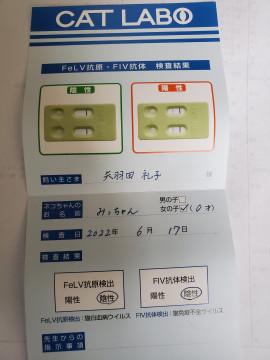 CAT LABO
FeLV抗原・FIV抗体 検査結果
陰性 陽性
飼い主さま 矢羽田 礼子 様
ネコちゃんの
お名前 みっちゃん 男の子 女の子 (0才)
検査日 2022年 6月 17日
検査結果
FeLV抗原検出 FIV抗体検出
陽性 陰性 陽性 陰性
FeLV抗原検出:猫白血病ウイルス FIV抗体検出:猫免疫不全ウイルス
先生からの
指示事項